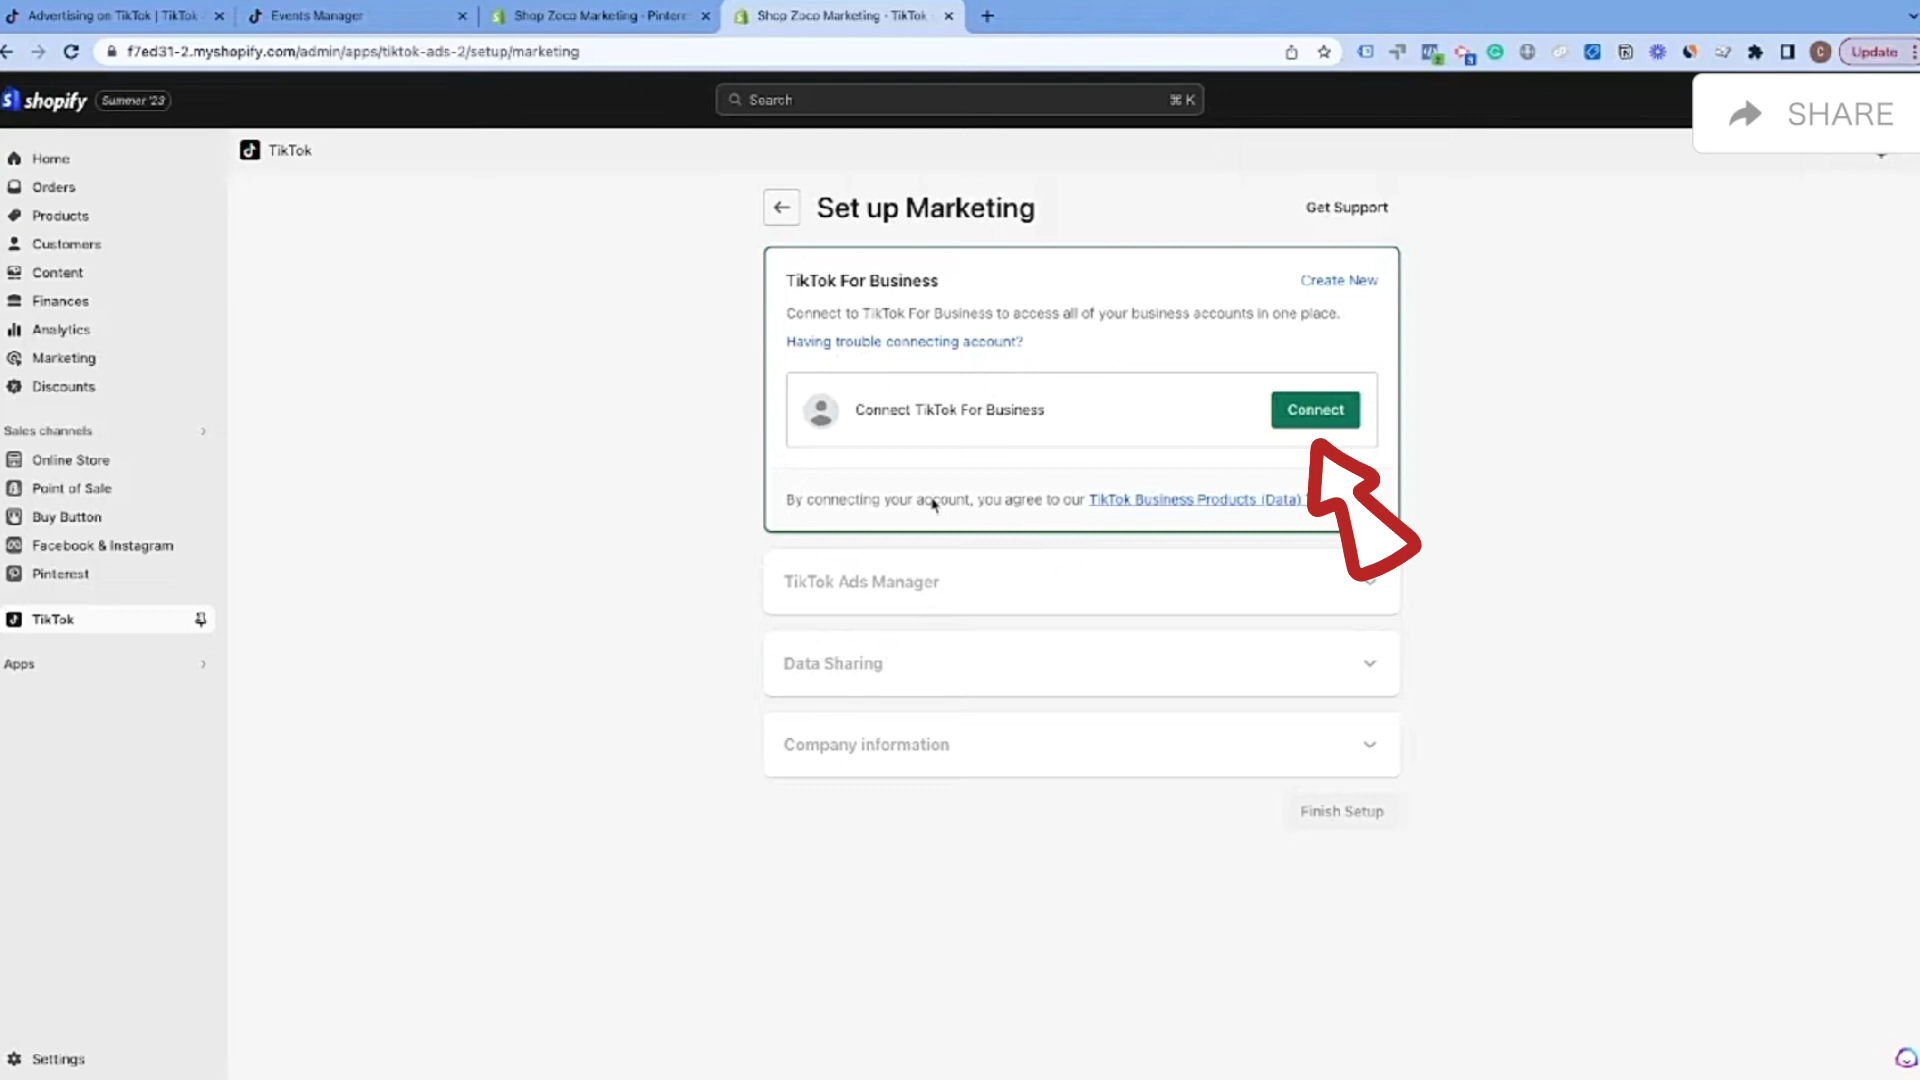 Advertising on TikTok | TikTok
Events Manager
Shop Zoco Marketing · Pintere
Shop Zoco Marketing · TikTok
f7ed31-2.myshopify.com/admin/apps/tiktok-ads-2/setup/marketing
Update
shopify
Summer '23
Search
⌘ K
SHARE
Home
Orders
Products
Customers
Content
Finances
Analytics
Marketing
Discounts
Sales channels
Online Store
Point of Sale
Buy Button
Facebook & Instagram
Pinterest
TikTok
Apps
Settings
TikTok
Set up Marketing
Get Support
TikTok For Business
Create New
Connect to TikTok For Business to access all of your business accounts in one place.
Having trouble connecting account?
Connect TikTok For Business
Connect
By connecting your account, you agree to our TikTok Business Products (Data)
TikTok Ads Manager
Data Sharing
Company information
Finish Setup